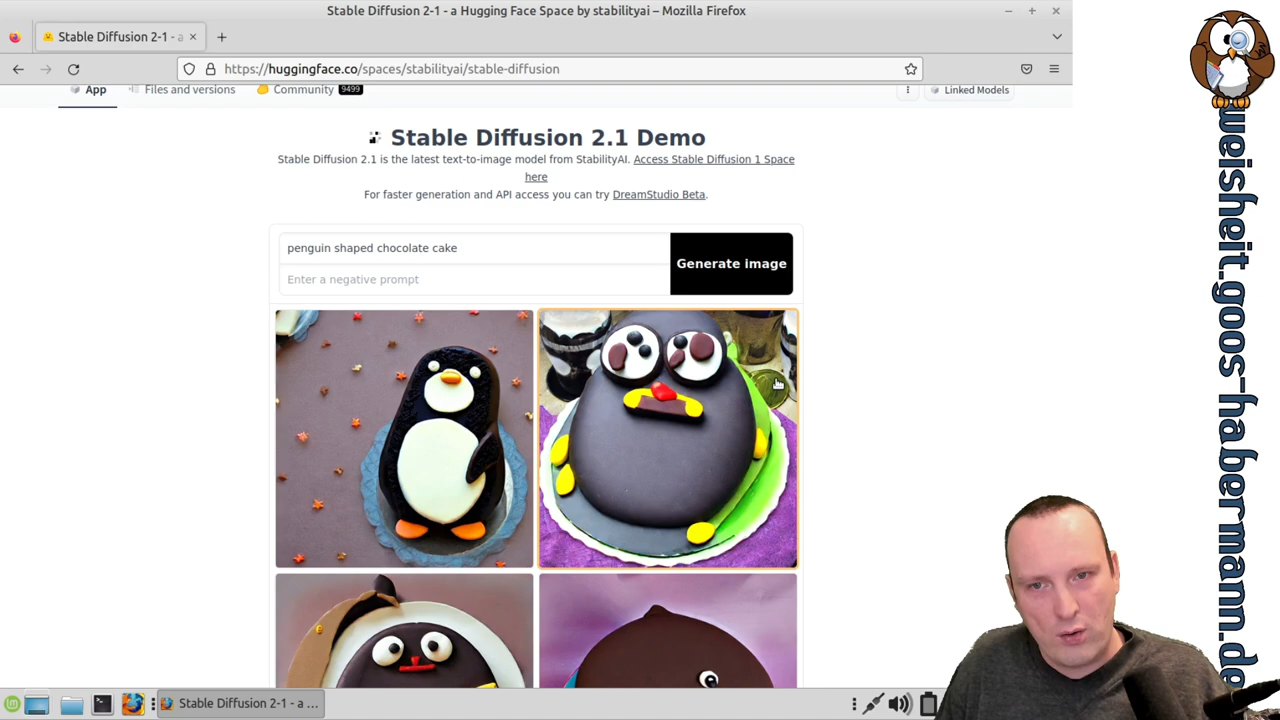 Stable Diffusion 2-1 - a Hugging Face Space by stabilityai – Mozilla Firefox
Stable Diffusion 2-1 - a
https://huggingface.co/spaces/stabilityai/stable-diffusion
App
Files and versions
Community 9499
Linked Models
Stable Diffusion 2.1 Demo
Stable Diffusion 2.1 is the latest text-to-image model from StabilityAI. Access Stable Diffusion 1 Space
here
For faster generation and API access you can try DreamStudio Beta.
penguin shaped chocolate cake
Enter a negative prompt
Generate image
Stable Diffusion 2-1 - a ...
weisheit.goos-habermann.de